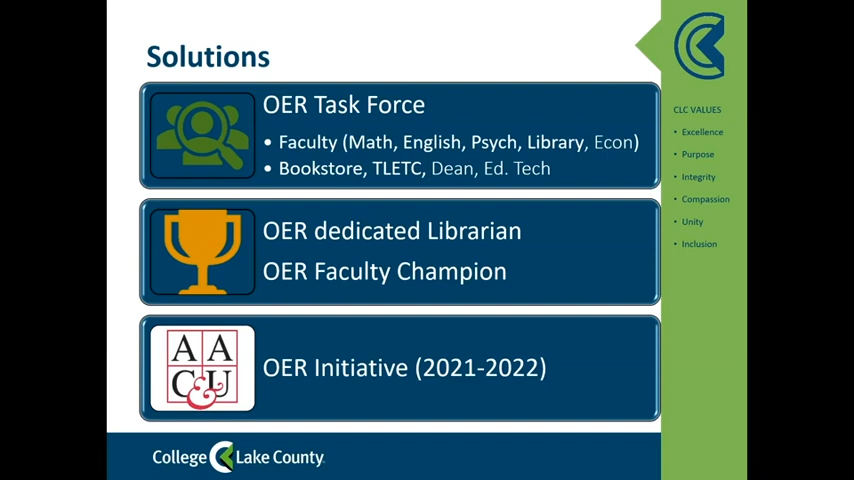 Solutions
OER Task Force
• Faculty (Math, English, Psych, Library, Econ)
• Bookstore, TLETC, Dean, Ed. Tech
OER dedicated Librarian
OER Faculty Champion
AA
C&U
OER Initiative (2021-2022)
CLC VALUES
• Excellence
• Purpose
• Integrity
• Compassion
• Unity
• Inclusion
College Lake County